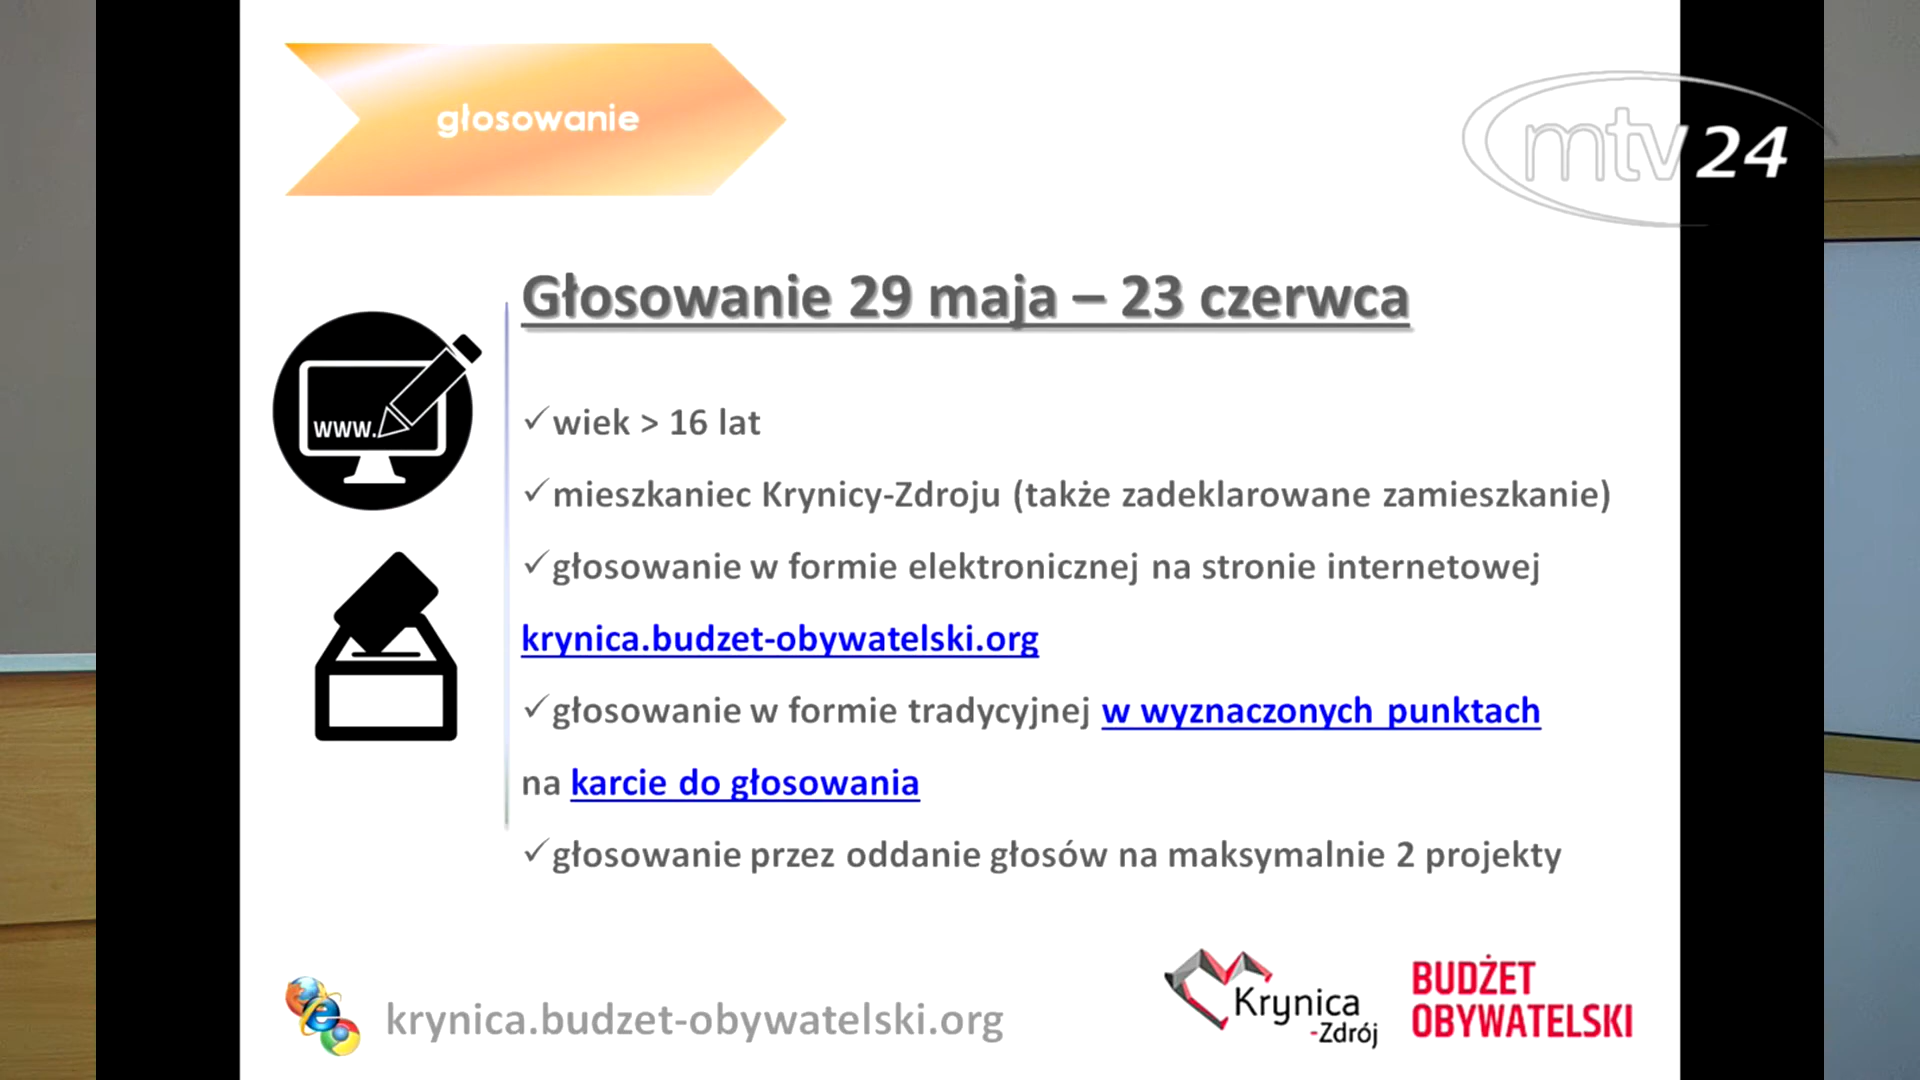 głosowanie
mtv24
Głosowanie 29 maja – 23 czerwca
www.
✓wiek > 16 lat
✓mieszkaniec Krynicy-Zdroju (także zadeklarowane zamieszkanie)
✓głosowanie w formie elektronicznej na stronie internetowej
krynica.budzet-obywatelski.org
✓głosowanie w formie tradycyjnej w wyznaczonych punktach
na karcie do głosowania
✓głosowanie przez oddanie głosów na maksymalnie 2 projekty
krynica.budzet-obywatelski.org
Krynica
-Zdrój
BUDŻET
OBYWATELSKI